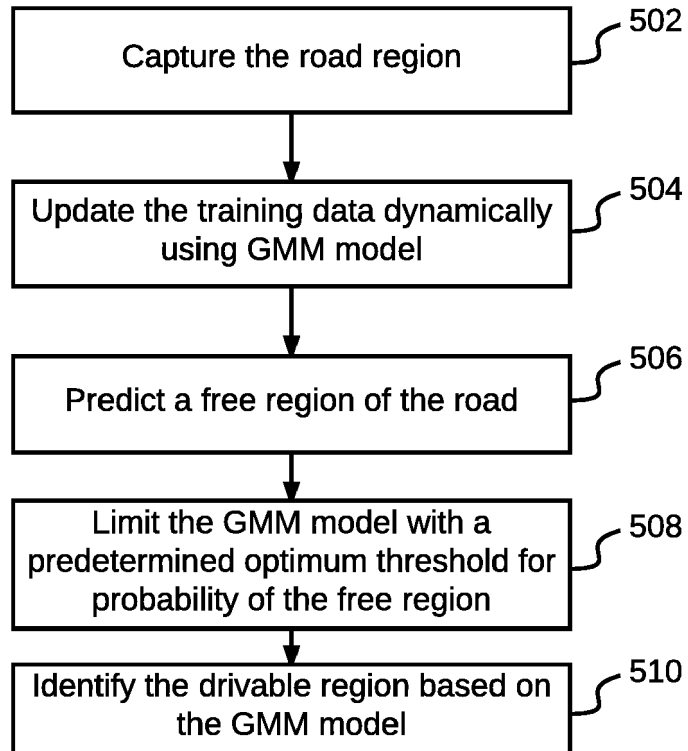 Capture the road region
502
Update the training data dynamically
using GMM model
504
Predict a free region of the road
506
Limit the GMM model with a
predetermined optimum threshold for
probability of the free region
508
Identify the drivable region based on
the GMM model
510